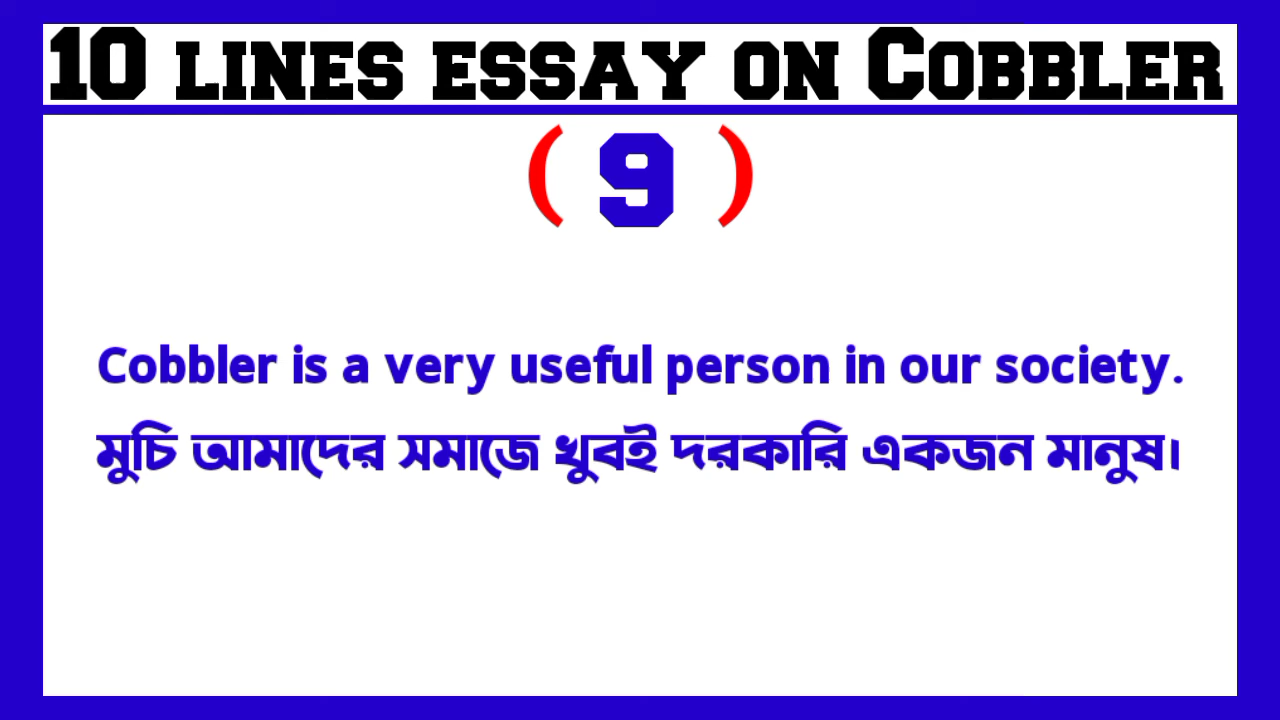 10 LINES ESSAY ON COBBLER
( 9 )
Cobbler is a very useful person in our society.
মুচি আমাদের সমাজে খুবই দরকারি একজন মানুষ।